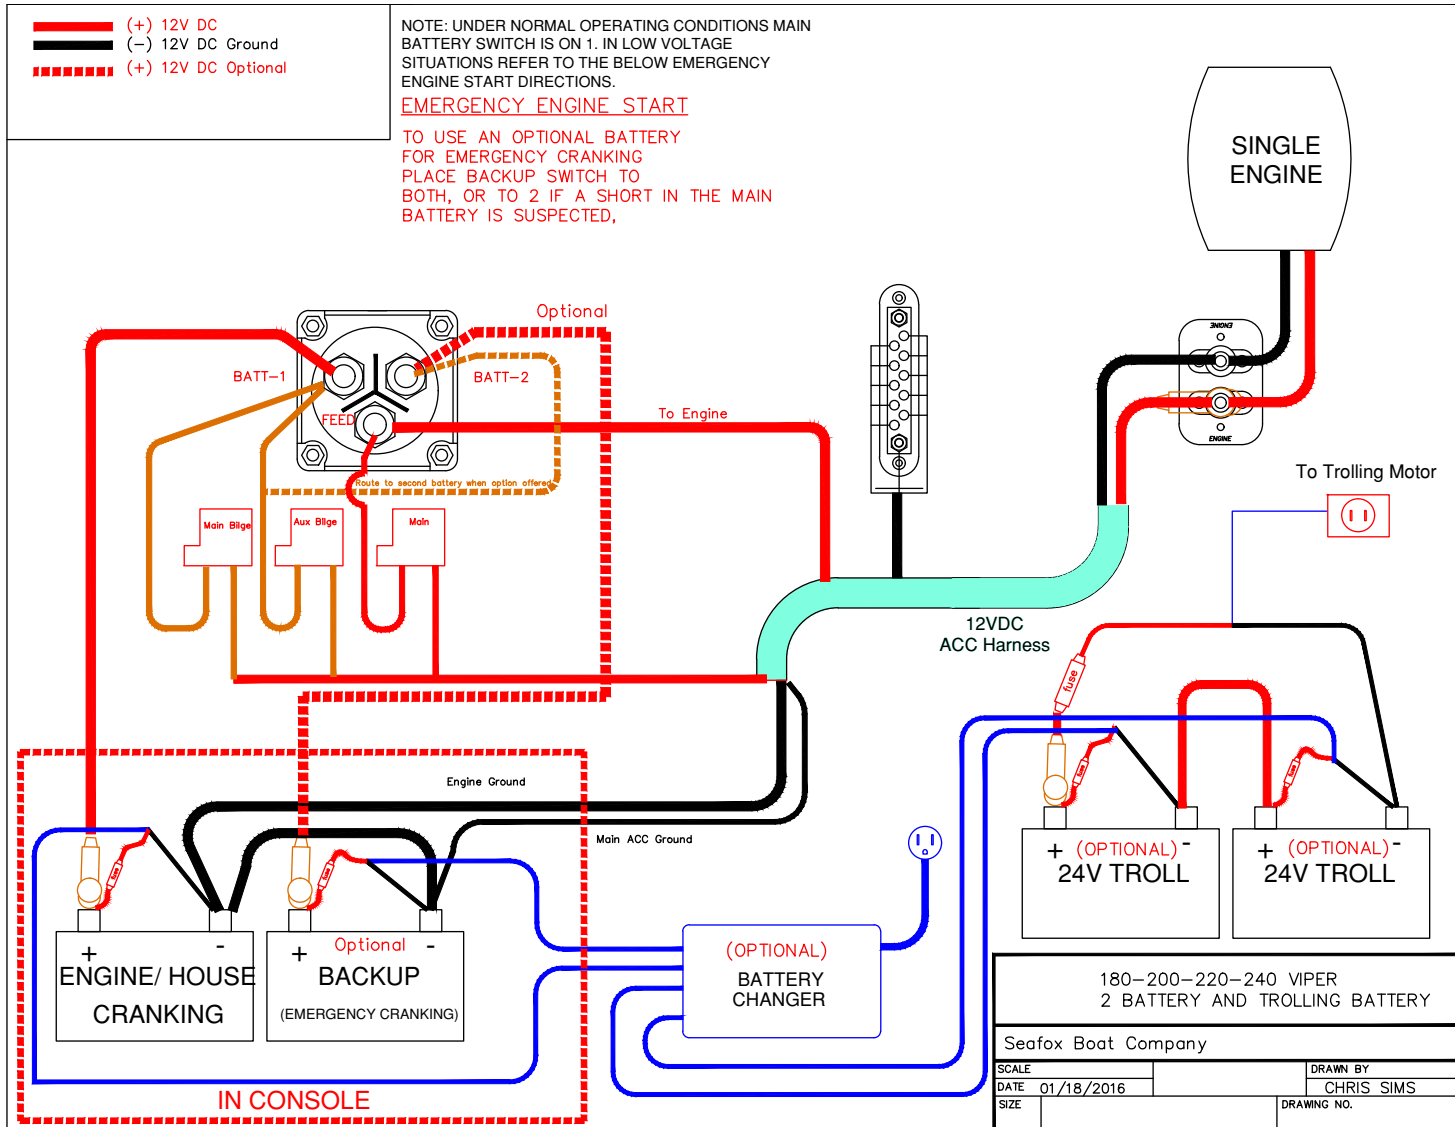 (+) 12V DC
(-) 12V DC Ground
(+) 12V DC Optional
NOTE: UNDER NORMAL OPERATING CONDITIONS MAIN
BATTERY SWITCH IS ON 1. IN LOW VOLTAGE
SITUATIONS REFER TO THE BELOW EMERGENCY
ENGINE START DIRECTIONS.
EMERGENCY ENGINE START
TO USE AN OPTIONAL BATTERY
FOR EMERGENCY CRANKING
PLACE BACKUP SWITCH TO
BOTH, OR TO 2 IF A SHORT IN THE MAIN
BATTERY IS SUSPECTED,
SINGLE
ENGINE
Optional
ENGINE
BATT-1
BATT-2
FEED
To Engine
ENGINE
To Trolling Motor
Route to second battery when option offered
Main Bilge
Aux Bilge
Main
12VDC
ACC Harness
fuse
fuse
fuse
Engine Ground
Main ACC Ground
fuse
fuse
+ (OPTIONAL) -
24V TROLL
+ (OPTIONAL) -
24V TROLL
+ -
ENGINE/ HOUSE
CRANKING
+ Optional -
BACKUP
(EMERGENCY CRANKING)
(OPTIONAL)
BATTERY
CHANGER
IN CONSOLE
180-200-220-240 VIPER
2 BATTERY AND TROLLING BATTERY
Seafox Boat Company
SCALE
DRAWN BY
DATE 01/18/2016
CHRIS SIMS
SIZE
DRAWING NO.